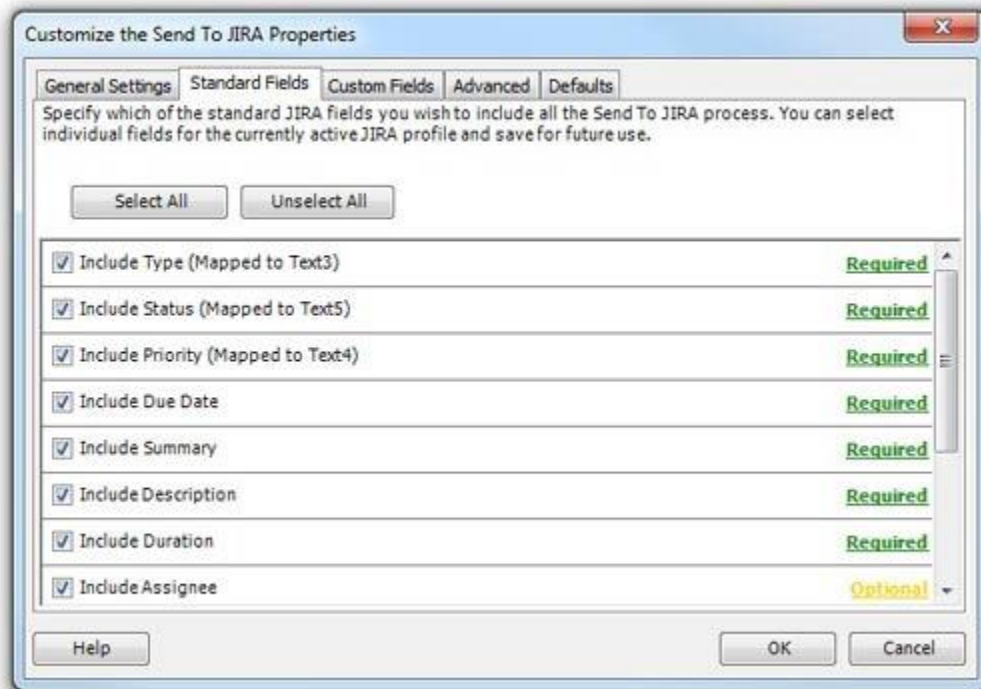 Customize the Send To JIRA Properties
General Settings Standard Fields Custom Fields Advanced Defaults
Specify which of the standard JIRA fields you wish to include all the Send To JIRA process. You can select
individual fields for the currently active JIRA profile and save for future use.
Select All Unselect All
Include Type (Mapped to Text3) Required
Include Status (Mapped to Text5) Required
Include Priority (Mapped to Text4) Required
Include Due Date Required
Include Summary Required
Include Description Required
Include Duration Required
Include Assignee Optional
Help OK Cancel